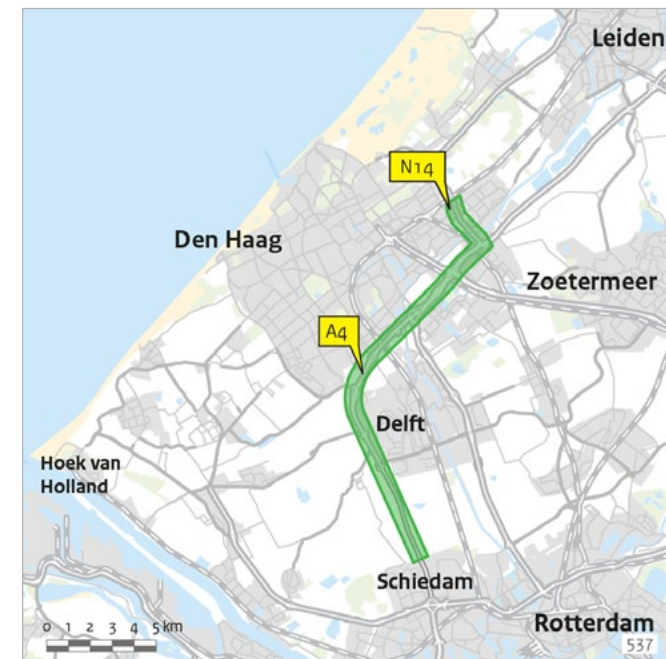 Leiden
N14
Den Haag
Zoetermeer
A4
Delft
Hoek van
Holland
Schiedam
0 1 2 3 4 5 km
Rotterdam
537